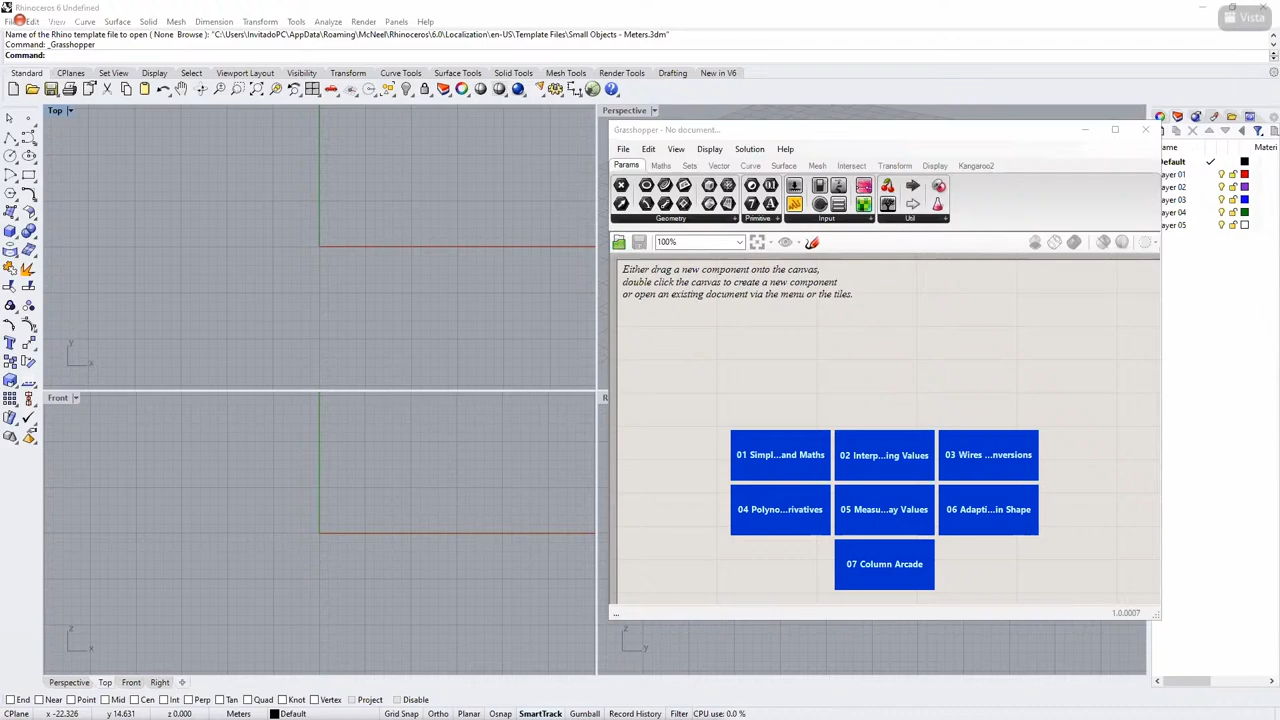 Rhinoceros 6 Undefined
Vista
File Edit View Curve Surface Solid Mesh Dimension Transform Tools Analyze Render Panels Help
Name of the Rhino template file to open ( None Browse ): "C:\Users\InvitadoPC\AppData\Roaming\McNeel\Rhinoceros\6.0\Localization\en-US\Template Files\Small Objects - Meters.3dm"
Command: _Grasshopper
Command:
Standard CPlanes Set View Display Select Viewport Layout Visibility Transform Curve Tools Surface Tools Solid Tools Mesh Tools Render Tools Drafting New in V6
Top
Perspective
Grasshopper - No document...
File Edit View Display Solution Help
Params Maths Sets Vector Curve Surface Mesh Intersect Transform Display Kangaroo2
Geometry Primitive Input Util
100%
Either drag a new component onto the canvas,
double click the canvas to create a new component
or open an existing document via the menu or the tiles.
01 Simpl...and Maths 02 Interp...ing Values 03 Wires ...nversions
04 Polyno...rivatives 05 Measu...ay Values 06 Adapti...in Shape
07 Column Arcade
... 1.0.0007
ame Materi
Default
ayer 01
ayer 02
ayer 03
ayer 04
ayer 05
y
x
Front
R
z
x
z
y
Perspective Top Front Right
End Near Point Mid Cen Int Perp Tan Quad Knot Vertex Project Disable
CPlane x -22.326 y 14.631 z 0.000 Meters Default Grid Snap Ortho Planar Osnap SmartTrack Gumball Record History Filter CPU use: 0.0 %